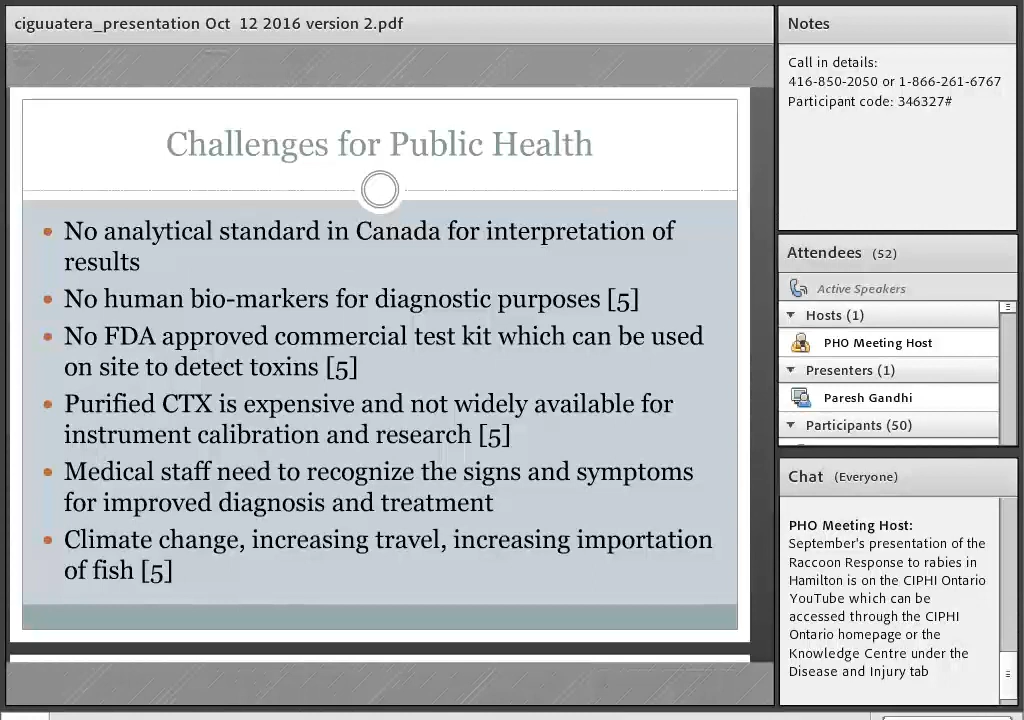 ciguuatera_presentation Oct 12 2016 version 2.pdf
Challenges for Public Health
• No analytical standard in Canada for interpretation of
results
• No human bio-markers for diagnostic purposes [5]
• No FDA approved commercial test kit which can be used
on site to detect toxins [5]
• Purified CTX is expensive and not widely available for
instrument calibration and research [5]
• Medical staff need to recognize the signs and symptoms
for improved diagnosis and treatment
• Climate change, increasing travel, increasing importation
of fish [5]
Notes
Call in details:
416-850-2050 or 1-866-261-6767
Participant code: 346327#
Attendees (52)
Active Speakers
Hosts (1)
PHO Meeting Host
Presenters (1)
Paresh Gandhi
Participants (50)
Chat (Everyone)
PHO Meeting Host:
September's presentation of the
Raccoon Response to rabies in
Hamilton is on the CIPHI Ontario
YouTube which can be
accessed through the CIPHI
Ontario homepage or the
Knowledge Centre under the
Disease and Injury tab